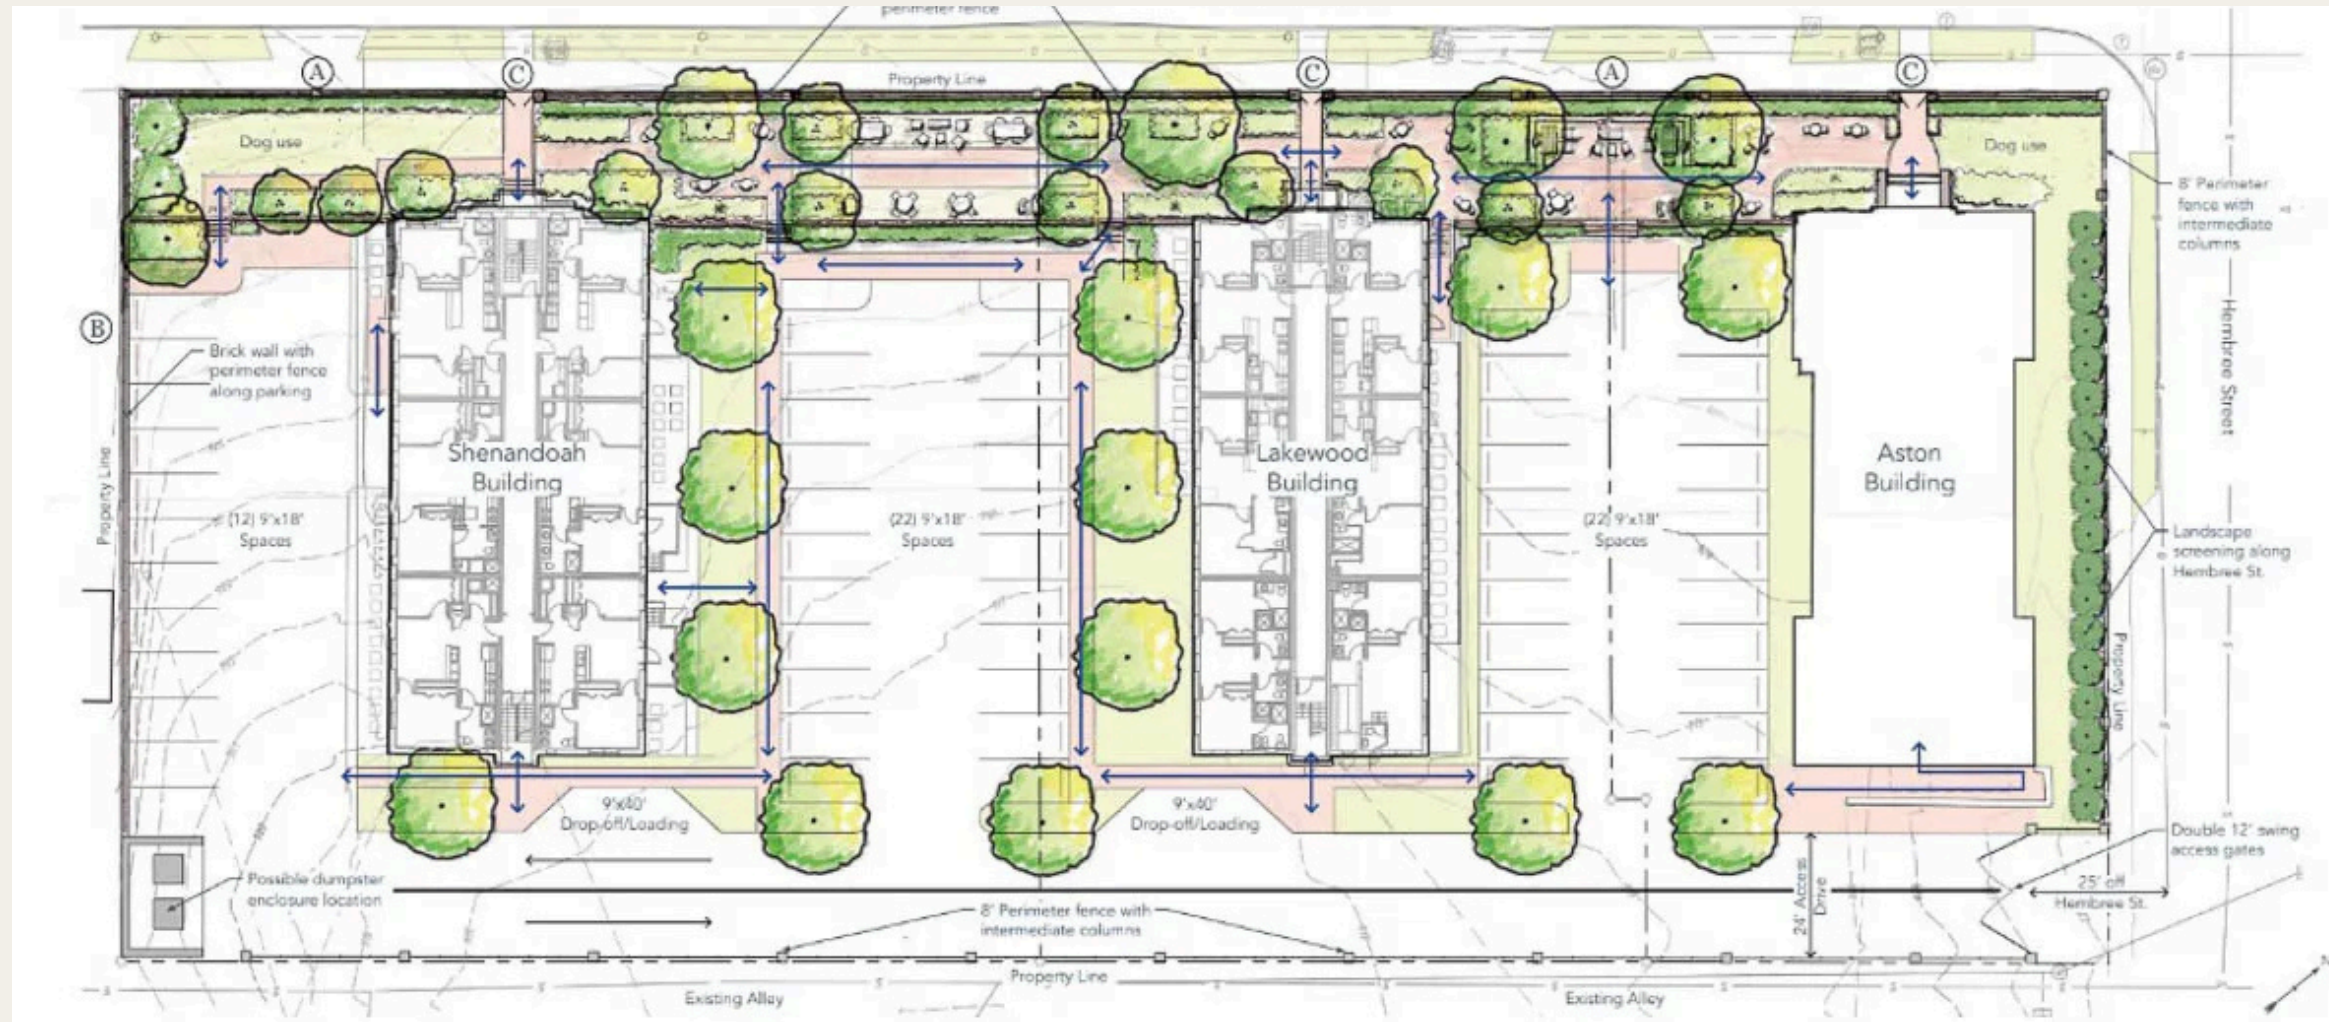 perimeter fence
A
C
Property Line
C
A
C
Dog use
Dog use
8' Perimeter
fence with
intermediate
columns
B
Brick wall with
perimeter fence
along parking
Hembree Street
Property Line
Shenandoah
Building
Lakewood
Building
Aston
Building
(12) 9'x18'
Spaces
(22) 9'x18'
Spaces
(22) 9'x18'
Spaces
Landscape
screening along
Hembree St.
Property Line
9'x40'
Drop-off/Loading
9'x40'
Drop-off/Loading
Double 12' swing
access gates
Possible dumpster
enclosure location
24' Access
Drive
25' off
Hembree St.
8' Perimeter fence with
intermediate columns
Property Line
Existing Alley
Existing Alley